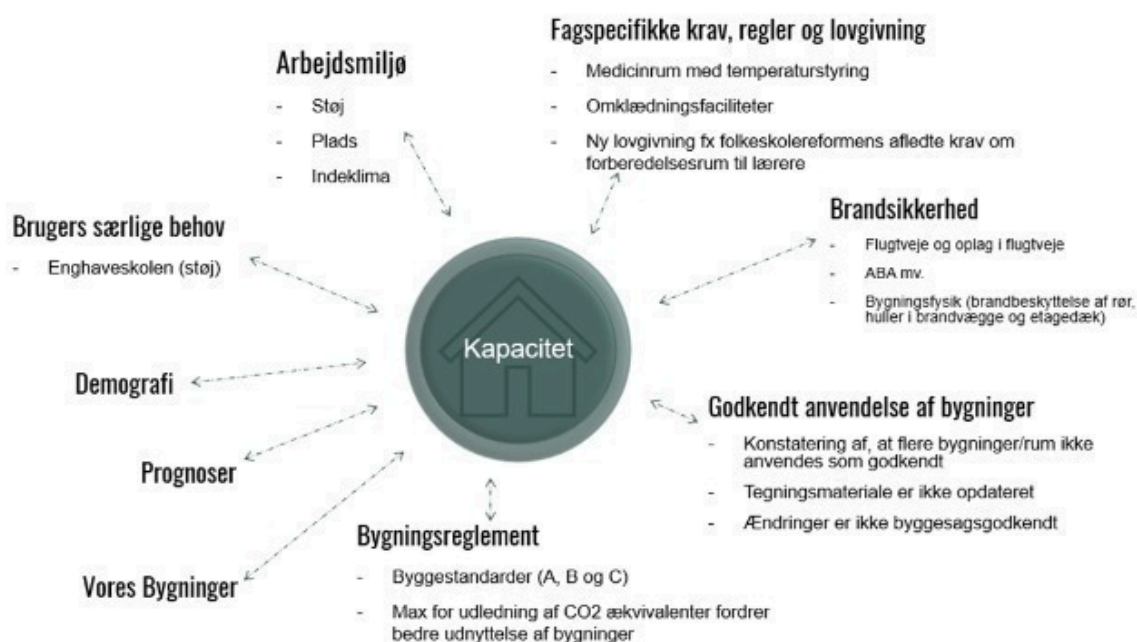 Fagspecifikke krav, regler og lovgivning
- Medicinrum med temperaturstyring
- Omklædningsfaciliteter
- Ny lovgivning fx folkeskolereformens afledte krav om
forberedelsesrum til lærere
Arbejdsmiljø
- Støj
- Plads
- Indeklima
Brugers særlige behov
- Enghaveskolen (støj)
Brandsikkerhed
- Flugtveje og oplag i flugtveje
- ABA mv.
- Bygningsfysik (brandbeskyttelse af rør,
huller i brandvægge og etagedæk)
Kapacitet
Demografi
Godkendt anvendelse af bygninger
- Konstatering af, at flere bygninger/rum ikke
anvendes som godkendt
- Tegningsmateriale er ikke opdateret
- Ændringer er ikke byggesagsgodkendt
Prognoser
Bygningsreglement
- Byggestandarder (A, B og C)
- Max for udledning af CO2 ækvivalenter fordrer
bedre udnyttelse af bygninger
Vores Bygninger